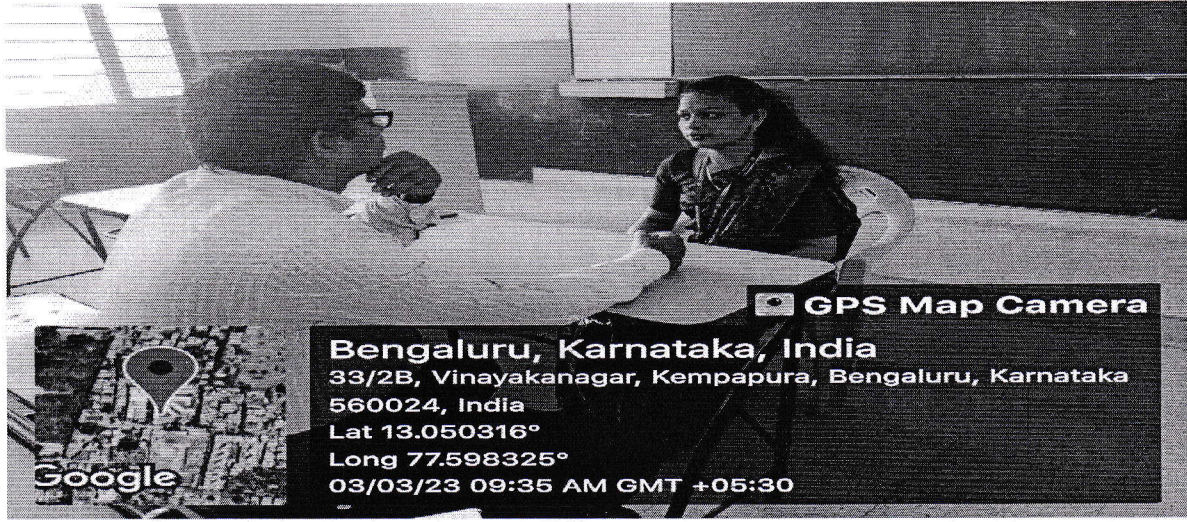 GPS Map Camera
Bengaluru, Karnataka, India
33/2B, Vinayakanagar, Kempapura, Bengaluru, Karnataka
560024, India
Lat 13.050316°
Long 77.598325°
03/03/23 09:35 AM GMT +05:30
Google